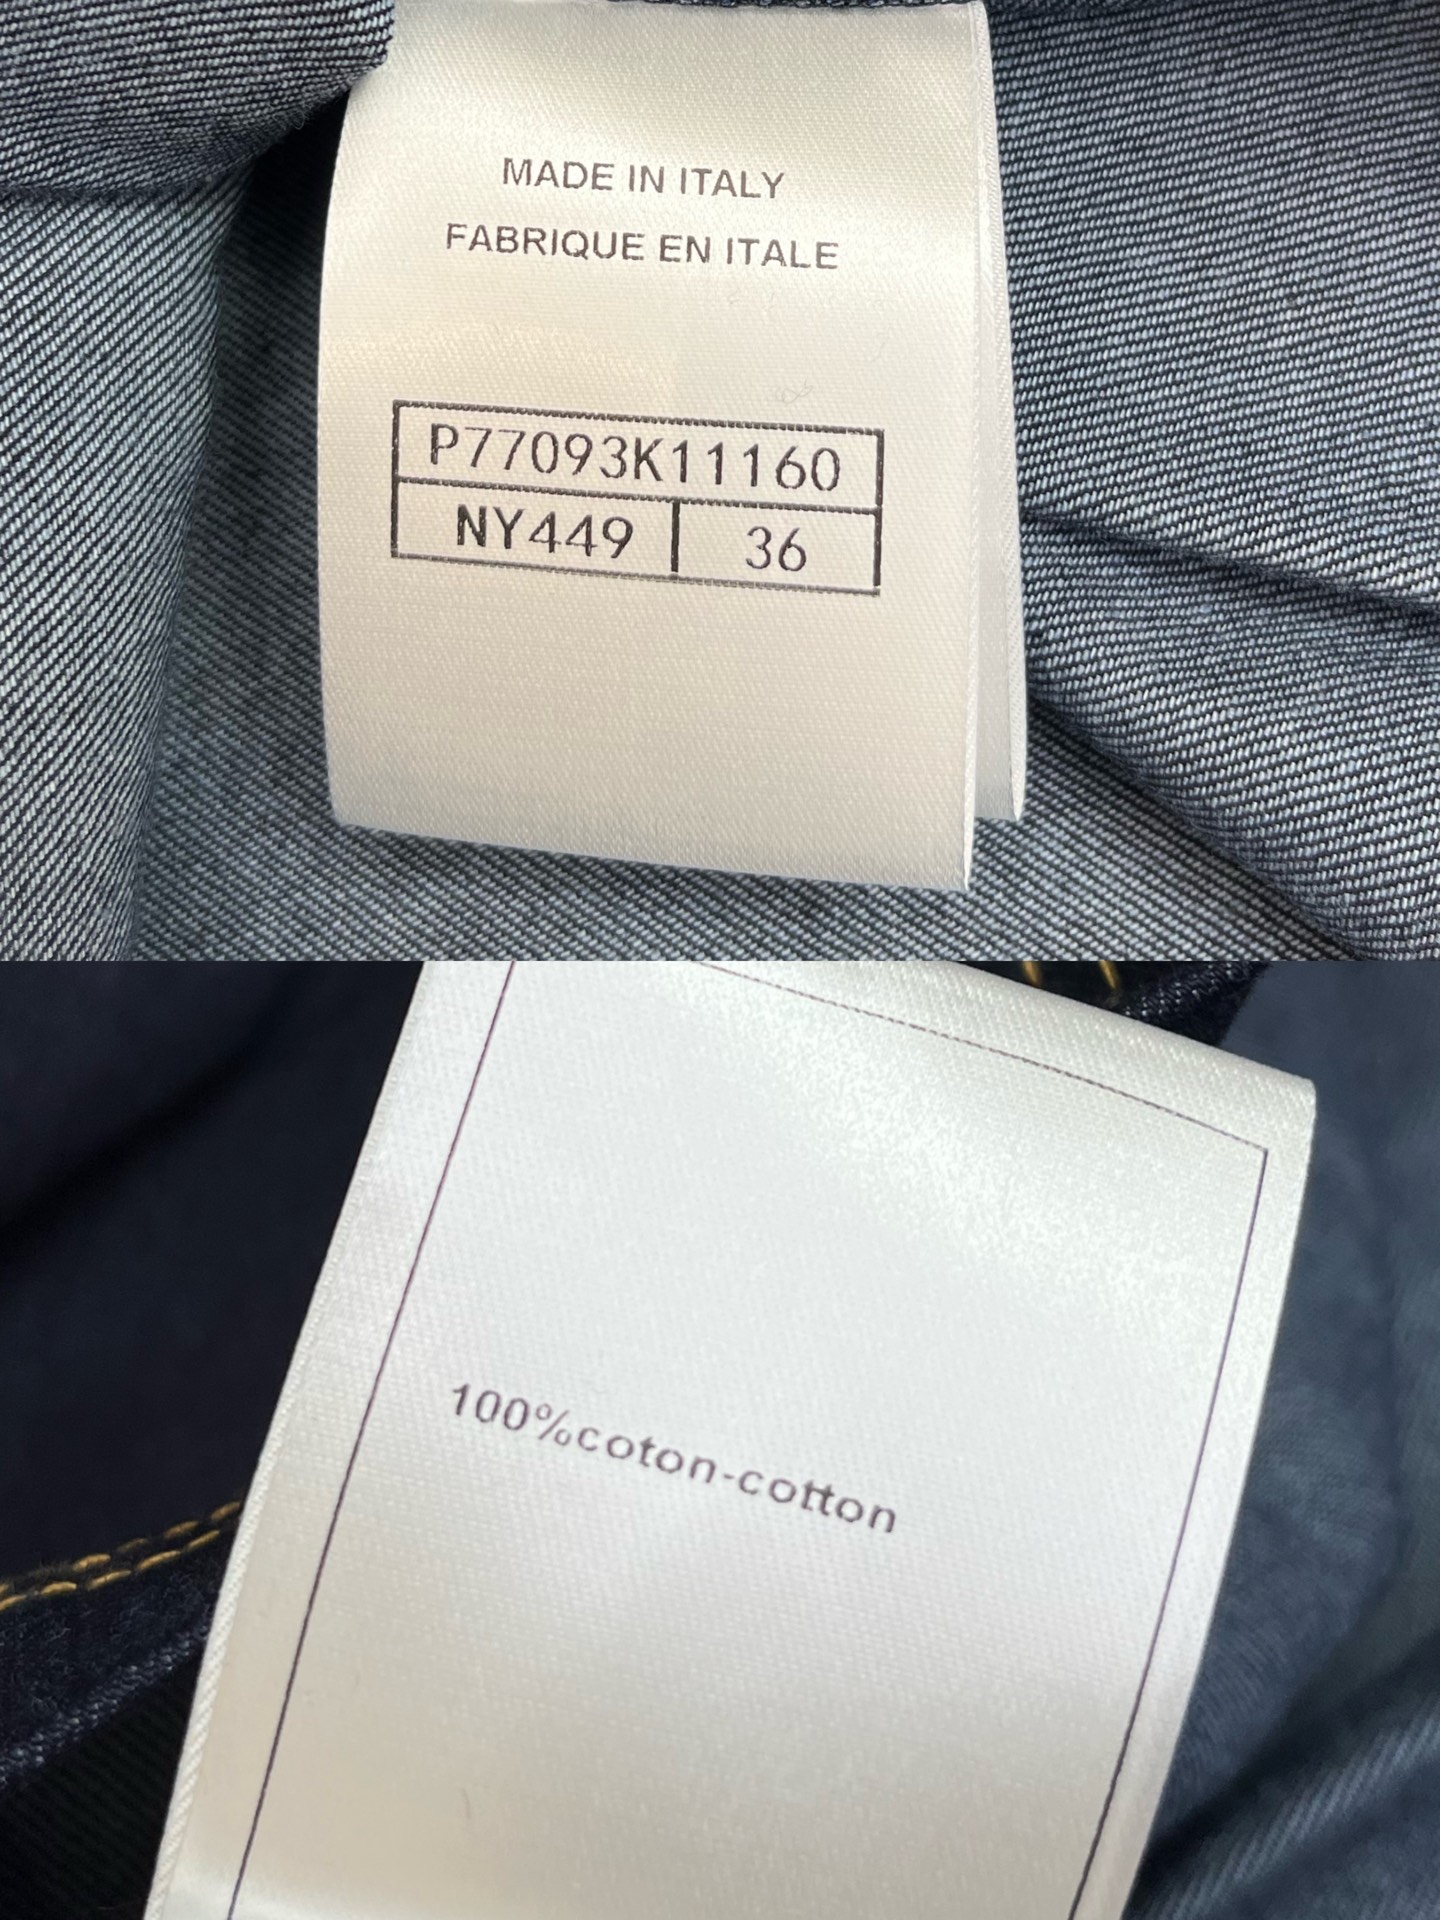 MADE IN ITALY
FABRIQUE EN ITALE
P77093K11160
NY449 36
100%coton-cotton